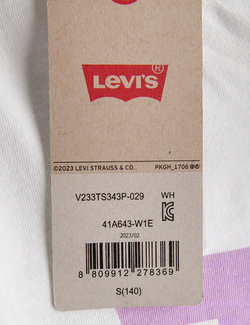 LEVI'S®
©2023 LEVI STRAUSS & CO. PKGH_1706
V233TS343P-029 WH
41A643-W1E
2023/02
8 809912 278369
S(140)